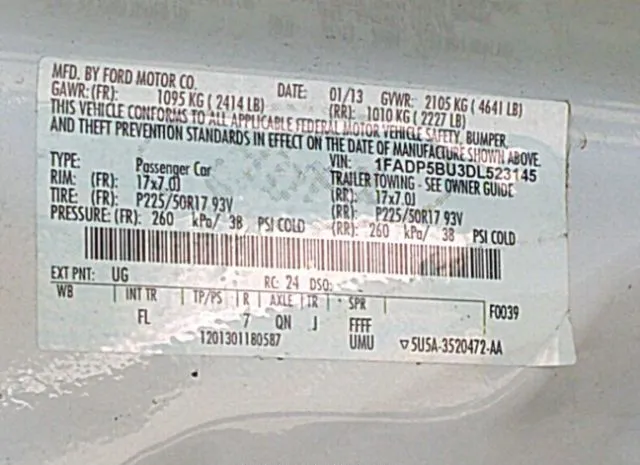 MFD. BY FORD MOTOR CO.
DATE: 01/13 GVWR: 2105 KG ( 4641 LB)
GAWR: (FR): 1095 KG ( 2414 LB) (RR): 1010 KG ( 2227 LB)
THIS VEHICLE CONFORMS TO ALL APPLICABLE FEDERAL MOTOR VEHICLE SAFETY, BUMPER,
AND THEFT PREVENTION STANDARDS IN EFFECT ON THE DATE OF MANUFACTURE SHOWN ABOVE.
VIN: 1FADP5BU3DL523145
TYPE: Passenger Car TRAILER TOWING - SEE OWNER GUIDE
RIM: (FR): 17x7.0J (RR): 17x7.0J
TIRE: (FR): P225/50R17 93V (RR): P225/50R17 93V
PRESSURE: (FR): 260 kPa/ 38 PSI COLD (RR): 260 kPa/ 38 PSI COLD
EXT PNT: UG RC: 24 DSO:
WB INT TR TP/PS R AXLE TR SPR F0039
FL 7 QN J FFFF
1201301180587 UMU ▽5U5A-3520472-AA